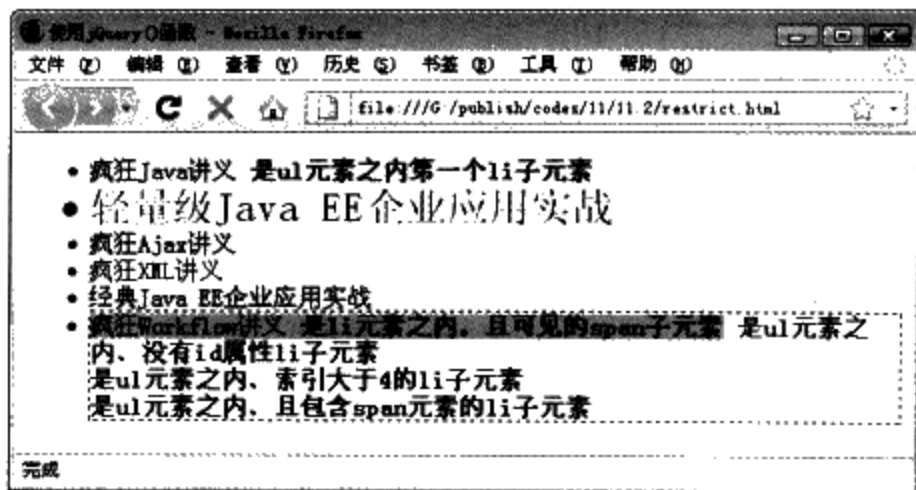 使用jQuery()函数 - Mozilla Firefox
文件(F) 编辑(E) 查看(V) 历史(S) 书签(B) 工具(T) 帮助(H)
file:///G:/publish/codes/11/11.2/restrict.html
• 疯狂Java讲义 是ul元素之内第一个li子元素
• 轻量级Java EE企业应用实战
• 疯狂Ajax讲义
• 疯狂XML讲义
• 经典Java EE企业应用实战
• 疯狂Workflow讲义 是li元素之内、且可见的span子元素 是ul元素之
内、没有id属性li子元素
是ul元素之内、索引大于4的li子元素
是ul元素之内、且包含span元素的li子元素
完成